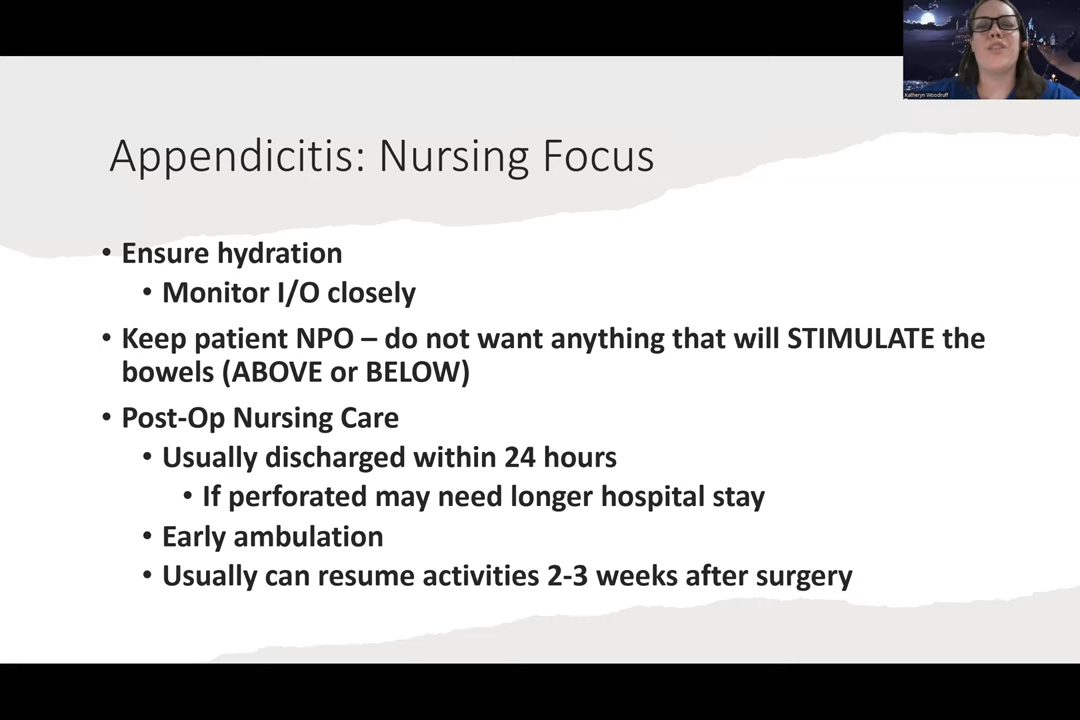 Katheryn Woodruff
Appendicitis: Nursing Focus
• Ensure hydration
• Monitor I/O closely
• Keep patient NPO – do not want anything that will STIMULATE the
bowels (ABOVE or BELOW)
• Post-Op Nursing Care
• Usually discharged within 24 hours
• If perforated may need longer hospital stay
• Early ambulation
• Usually can resume activities 2-3 weeks after surgery